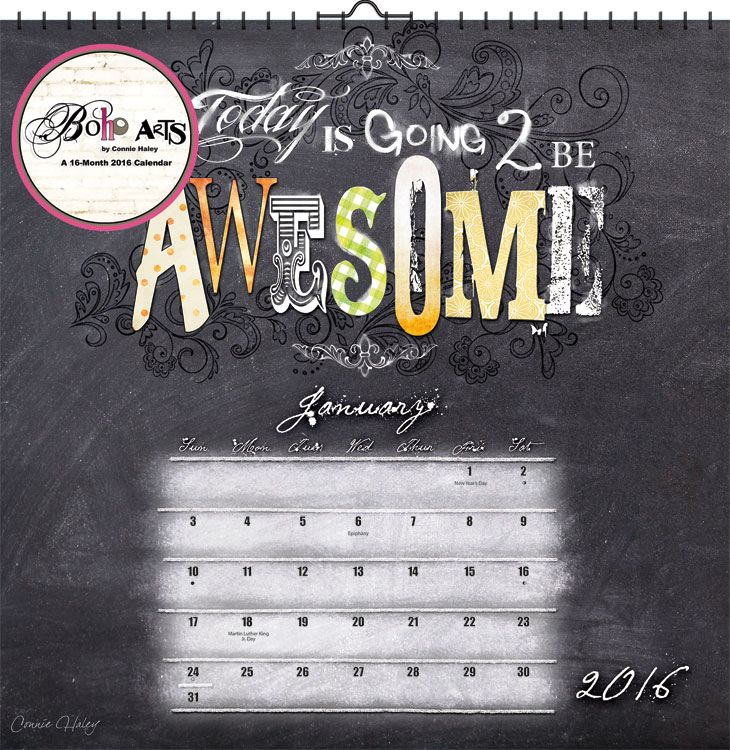 Boho ARTS
by Connie Haley
A 16-Month 2016 Calendar
Today IS GOING 2 BE
AWESOME
January
Sun Moon Tues Wed Thur Fri Sat
1 2
New Year's Day
3 4 5 6 7 8 9
Epiphany
10 11 12 13 14 15 16
17 18 19 20 21 22 23
Martin Luther King
Jr. Day
24 25 26 27 28 29 30
31
2016
Connie Haley